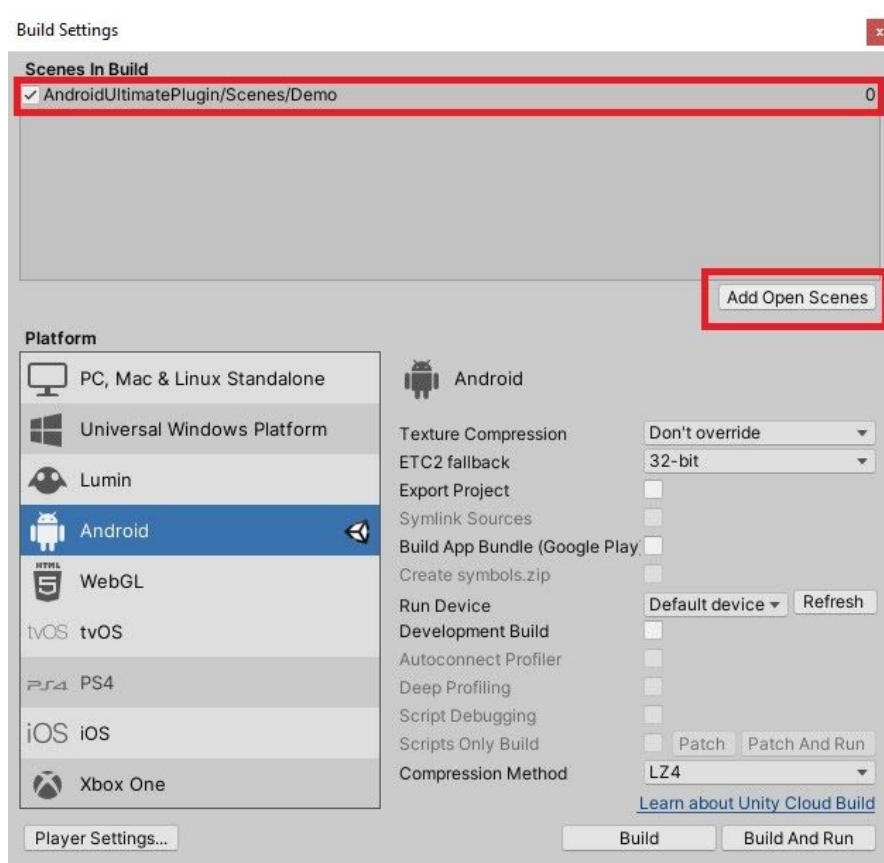 Build Settings
x
Scenes In Build
AndroidUltimatePlugin/Scenes/Demo 0
Add Open Scenes
Platform
PC, Mac & Linux Standalone
Universal Windows Platform
Lumin
Android
HTML 5 WebGL
tvOS tvOS
PS4 PS4
iOS iOS
Xbox One
Android
Texture Compression Don't override
ETC2 fallback 32-bit
Export Project
Symlink Sources
Build App Bundle (Google Play)
Create symbols.zip
Run Device Default device Refresh
Development Build
Autoconnect Profiler
Deep Profiling
Script Debugging
Scripts Only Build Patch Patch And Run
Compression Method LZ4
Learn about Unity Cloud Build
Player Settings... Build Build And Run